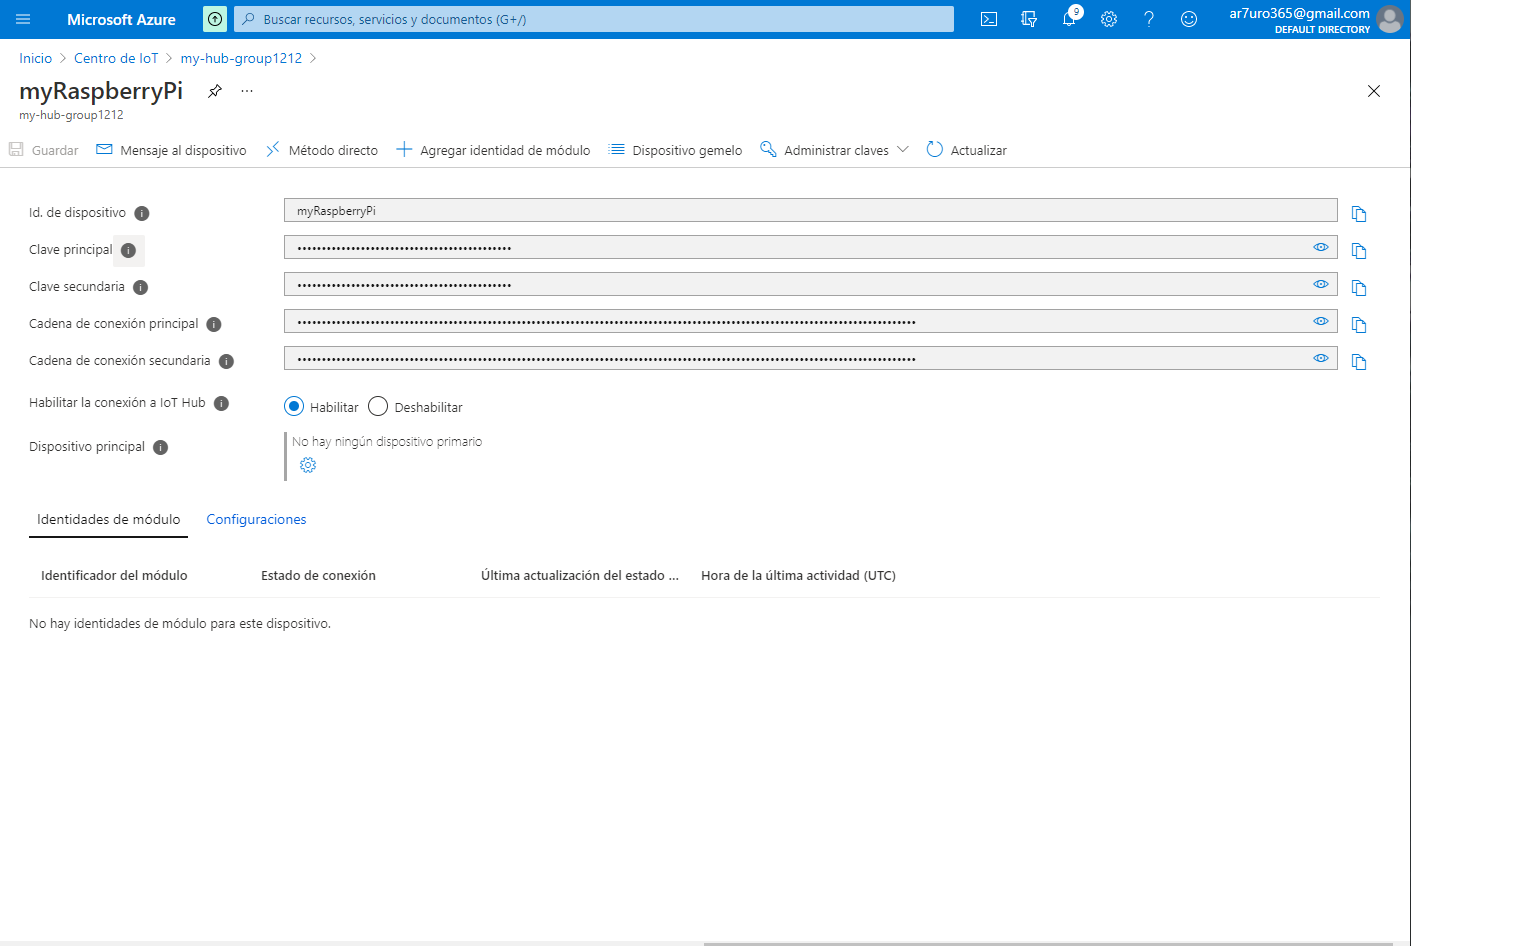 Microsoft Azure
Buscar recursos, servicios y documentos (G+/)
9
ar7uro365@gmail.com
DEFAULT DIRECTORY
Inicio > Centro de IoT > my-hub-group1212 >
myRaspberryPi ...
my-hub-group1212
Guardar Mensaje al dispositivo Método directo Agregar identidad de módulo Dispositivo gemelo Administrar claves Actualizar
Id. de dispositivo myRaspberryPi
Clave principal
Clave secundaria
Cadena de conexión principal
Cadena de conexión secundaria
Habilitar la conexión a IoT Hub Habilitar Deshabilitar
Dispositivo principal No hay ningún dispositivo primario
Identidades de módulo Configuraciones
Identificador del módulo Estado de conexión Última actualización del estado ... Hora de la última actividad (UTC)
No hay identidades de módulo para este dispositivo.